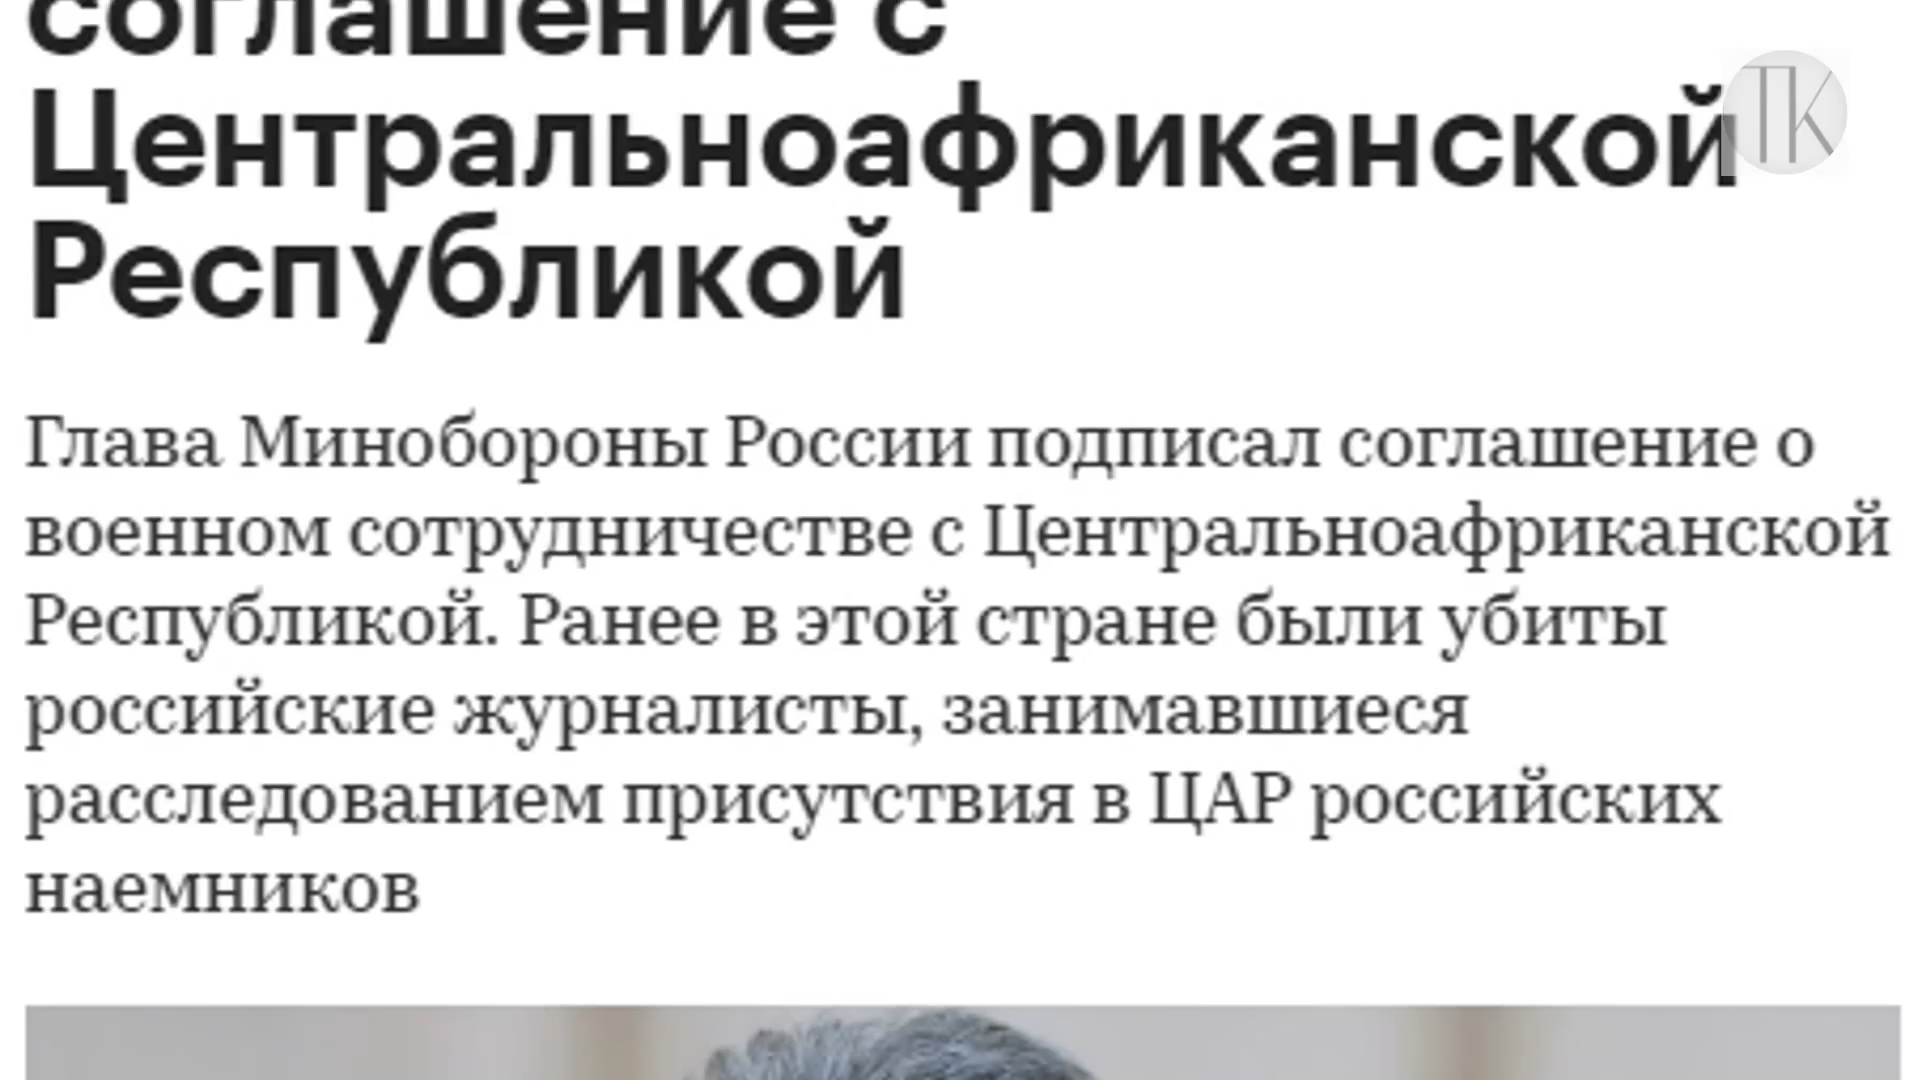 соглашение с
Центральноафриканской
Республикой
ТК
Глава Минобороны России подписал соглашение о
военном сотрудничестве с Центральноафриканской
Республикой. Ранее в этой стране были убиты
российские журналисты, занимавшиеся
расследованием присутствия в ЦАР российских
наемников